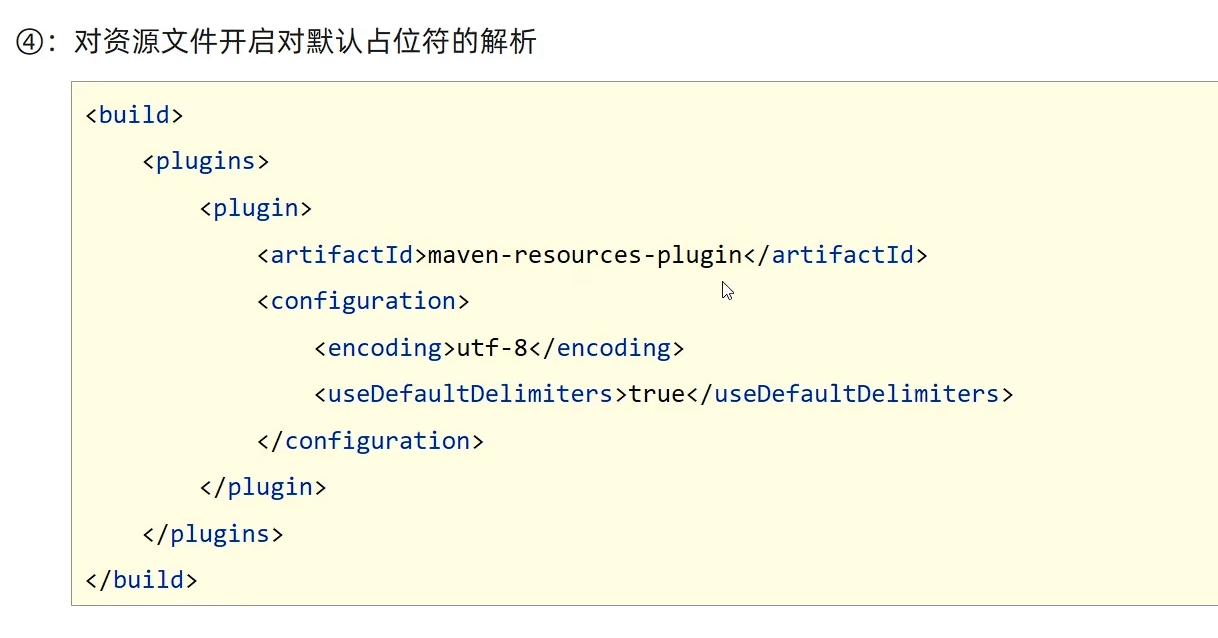 ④：对资源文件开启对默认占位符的解析
<build>
    <plugins>
        <plugin>
            <artifactId>maven-resources-plugin</artifactId>
            <configuration>
                <encoding>utf-8</encoding>
                <useDefaultDelimiters>true</useDefaultDelimiters>
            </configuration>
        </plugin>
    </plugins>
</build>